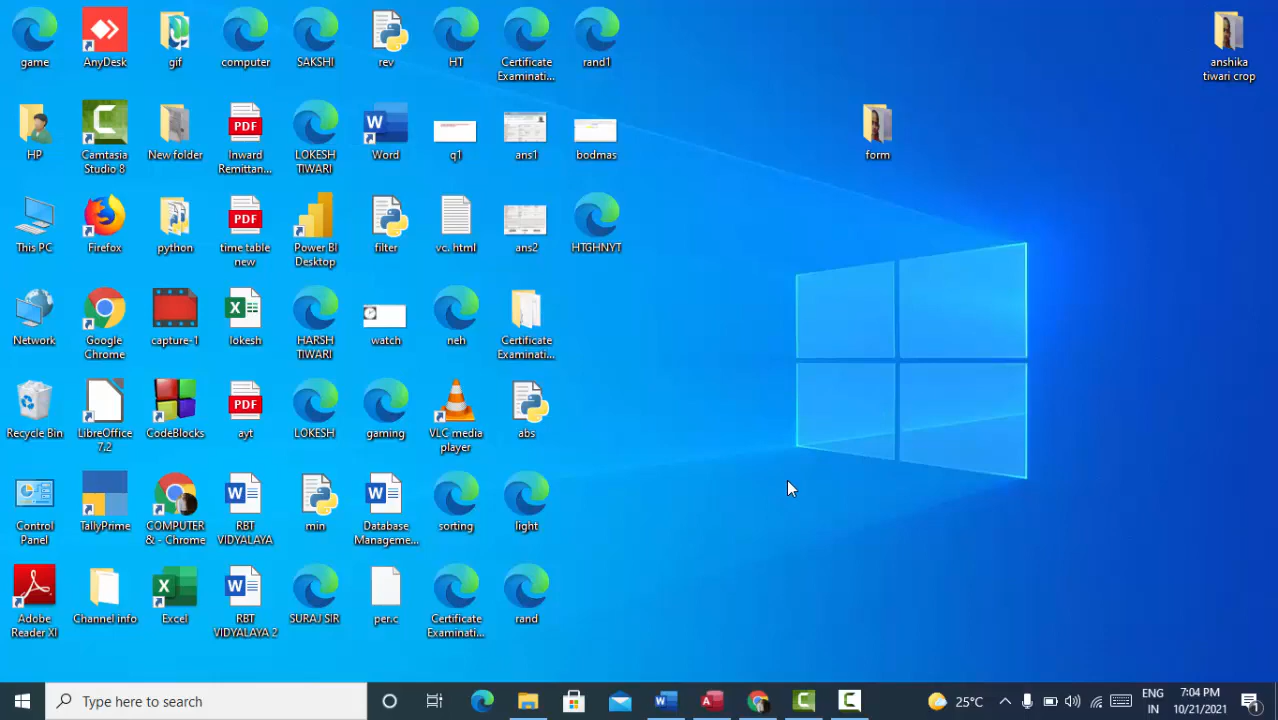 game
AnyDesk
gif
computer
SAKSHI
rev
HT
Certificate
Examinati...
rand1
anshika
tiwari crop
HP
Camtasia
Studio 8
New folder
PDF
Inward
Remittan...
LOKESH
TIWARI
Word
q1
ans1
bodmas
form
This PC
Firefox
python
PDF
time table
new
Power BI
Desktop
filter
vc. html
ans2
HTGHNYT
Network
Google
Chrome
capture-1
lokesh
HARSH
TIWARI
watch
neh
Certificate
Examinati...
Recycle Bin
LibreOffice
7.2
CodeBlocks
PDF
ayt
LOKESH
gaming
VLC media
player
abs
Control
Panel
TallyPrime
COMPUTER
& - Chrome
RBT
VIDYALAYA
min
Database
Manageme...
sorting
light
Adobe
Reader XI
Channel info
Excel
RBT
VIDYALAYA 2
SURAJ SIR
per.c
Certificate
Examinati...
rand
Type here to search
25°C
ENG
IN
7:04 PM
10/21/2021
1